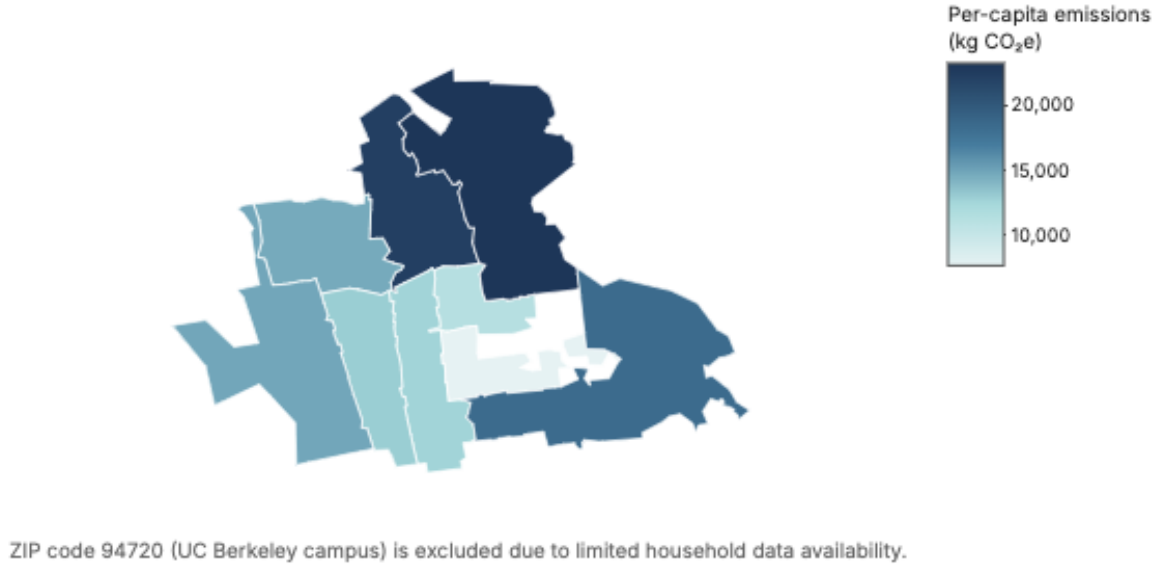 Per-capita emissions
(kg CO₂e)
20,000
15,000
10,000
ZIP code 94720 (UC Berkeley campus) is excluded due to limited household data availability.